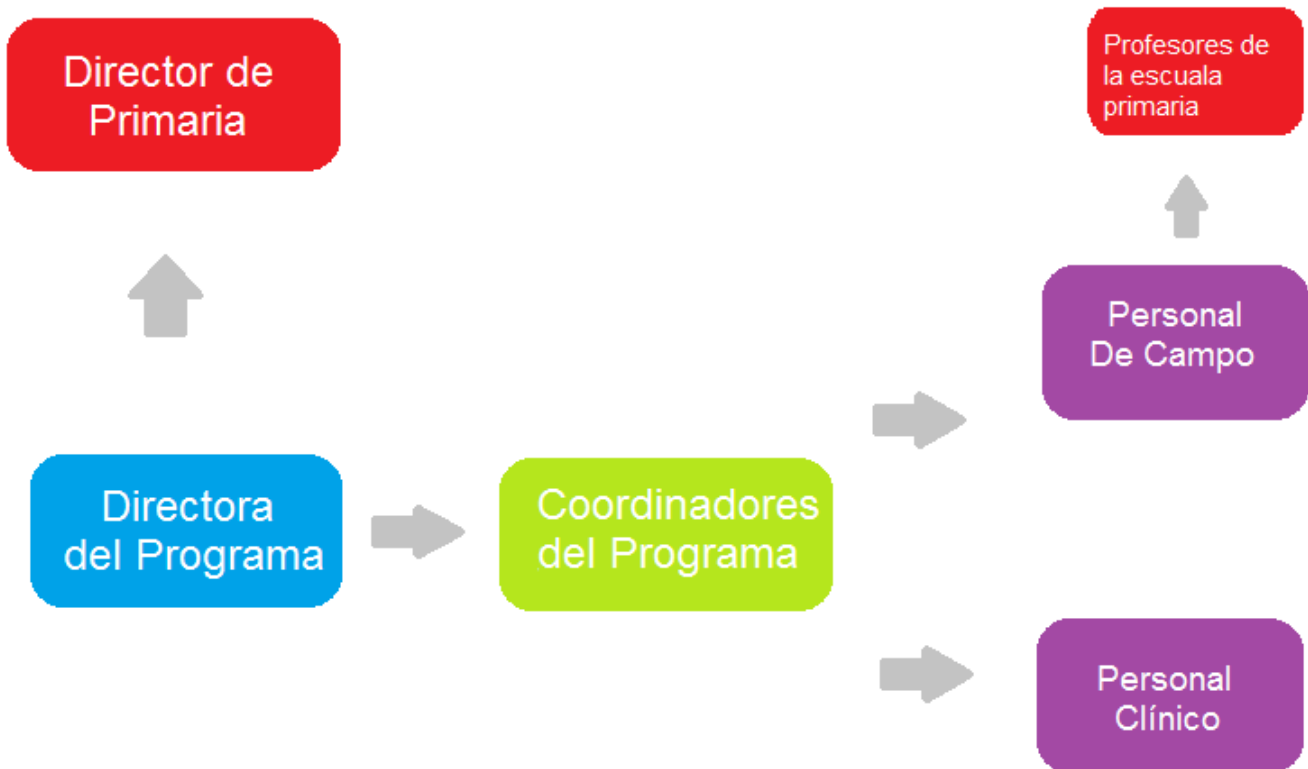 Director de
Primaria
Profesores de
la escuala
primaria
Personal
De Campo
Directora
del Programa
Coordinadores
del Programa
Personal
Clínico